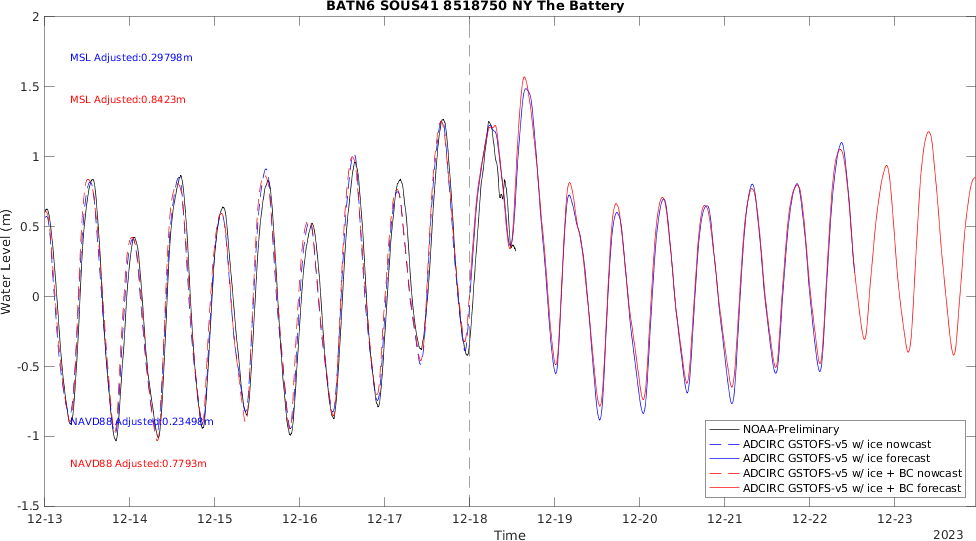 BATN6 SOUS41 8518750 NY The Battery
2
1.5
1
0.5
0
-0.5
-1
-1.5
Water Level (m)
MSL Adjusted:0.29798m
MSL Adjusted:0.8423m
NAVD88 Adjusted:0.23498m
NAVD88 Adjusted:0.7793m
NOAA-Preliminary
ADCIRC GSTOFS-v5 w/ ice nowcast
ADCIRC GSTOFS-v5 w/ ice forecast
ADCIRC GSTOFS-v5 w/ ice + BC nowcast
ADCIRC GSTOFS-v5 w/ ice + BC forecast
12-13 12-14 12-15 12-16 12-17 12-18 12-19 12-20 12-21 12-22 12-23
Time
2023